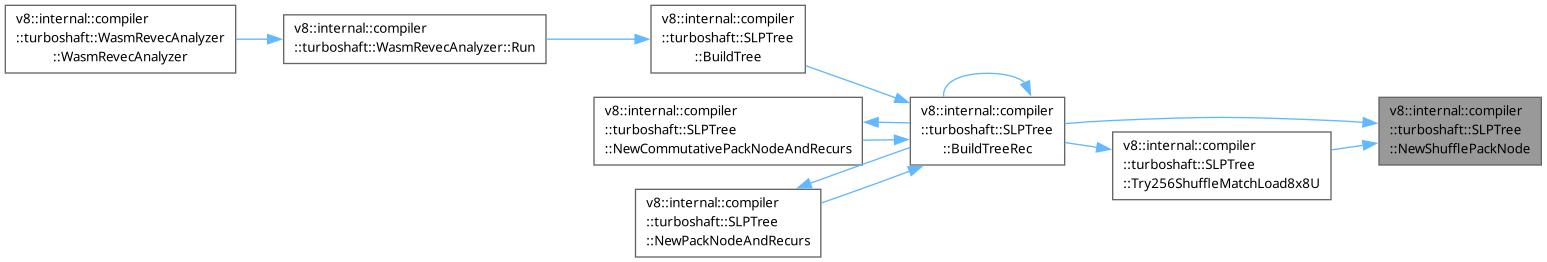 v8::internal::compiler
::turboshaft::WasmRevecAnalyzer
::WasmRevecAnalyzer
v8::internal::compiler
::turboshaft::WasmRevecAnalyzer::Run
v8::internal::compiler
::turboshaft::SLPTree
::BuildTree
v8::internal::compiler
::turboshaft::SLPTree
::NewCommutativePackNodeAndRecurs
v8::internal::compiler
::turboshaft::SLPTree
::NewPackNodeAndRecurs
v8::internal::compiler
::turboshaft::SLPTree
::BuildTreeRec
v8::internal::compiler
::turboshaft::SLPTree
::Try256ShuffleMatchLoad8x8U
v8::internal::compiler
::turboshaft::SLPTree
::NewShufflePackNode